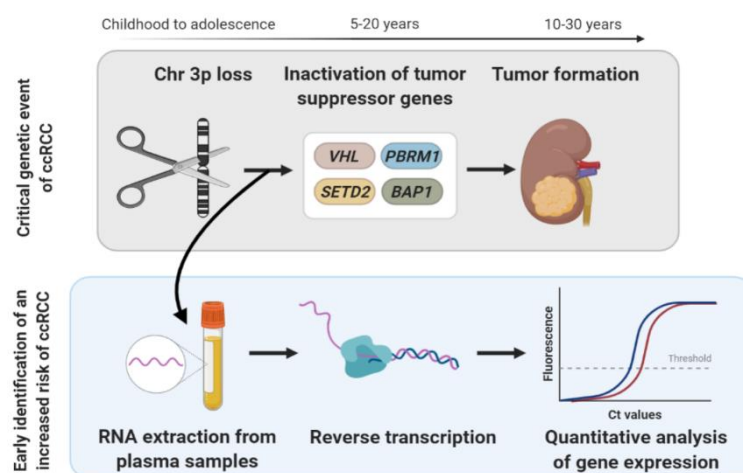 Childhood to adolescence
5-20 years
10-30 years
Critical genetic event
of ccRCC
Chr 3p loss
Inactivation of tumor
suppressor genes
Tumor formation
VHL
PBRM1
SETD2
BAP1
Early identification of an
increased risk of ccRCC
RNA extraction from
plasma samples
Reverse transcription
Fluorescence
Threshold
Ct values
Quantitative analysis
of gene expression